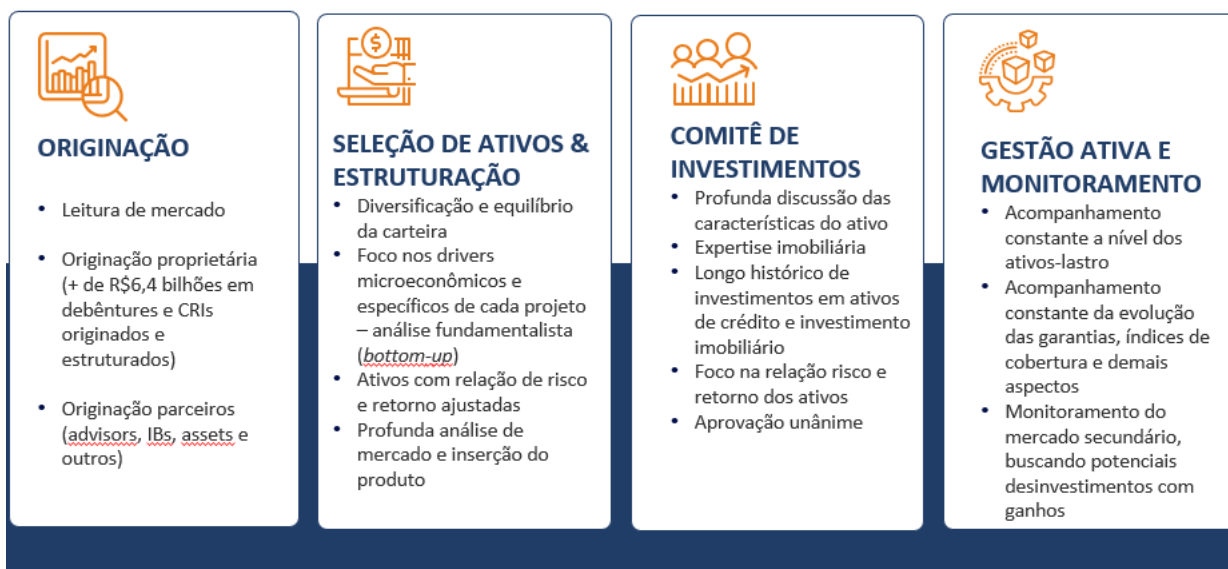 ORIGINAÇÃO
• Leitura de mercado
• Originação proprietária
(+ de R$6,4 bilhões em
debêntures e CRIs
originados e
estruturados)
• Originação parceiros
(advisors, IBs, assets e
outros)
SELEÇÃO DE ATIVOS &
ESTRUTURAÇÃO
• Diversificação e equilíbrio
da carteira
• Foco nos drivers
microeconômicos e
específicos de cada projeto
– análise fundamentalista
(bottom-up)
• Ativos com relação de risco
e retorno ajustadas
• Profunda análise de
mercado e inserção do
produto
COMITÊ DE
INVESTIMENTOS
• Profunda discussão das
características do ativo
• Expertise imobiliária
• Longo histórico de
investimentos em ativos
de crédito e investimento
imobiliário
• Foco na relação risco e
retorno dos ativos
• Aprovação unânime
GESTÃO ATIVA E
MONITORAMENTO
• Acompanhamento
constante a nível dos
ativos-lastro
• Acompanhamento
constante da evolução
das garantias, índices de
cobertura e demais
aspectos
• Monitoramento do
mercado secundário,
buscando potenciais
desinvestimentos com
ganhos